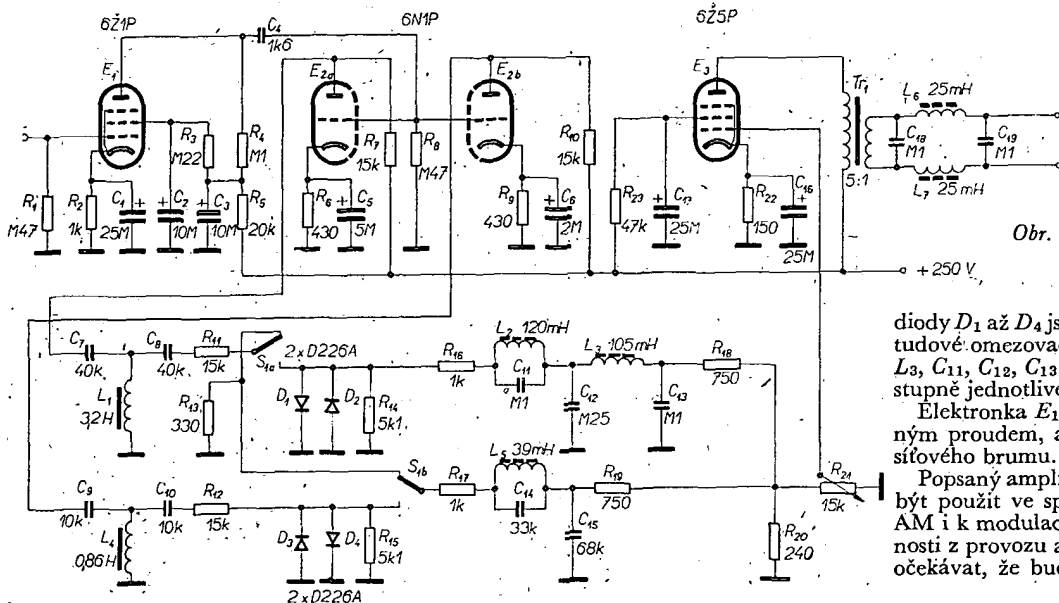 6Ž1P
6N1P
6Ž5P
C4
1k6
E1
E2a
E2b
E3
Tr1
5:1
L6 25mH
C18
M1
C19
M1
L7 25mH
R3
M22
R4
M1
R7
15k
R8
M47
R10
15k
R1
M47
R2
1k
C1
25M
C2
10M
C3
10M
R5
20k
R6
430
C5
5M
R9
430
C6
2M
R23
47k
C17
25M
R22
150
C16
25M
Obr.
+ 250 V
C7
40k
C8
40k
R11
15k
S1a
2×D226A
L1
3,2H
R13
330
D1
D2
R14
5k1
R16
1k
L2 120mH
C11
M1
L3 105mH
C12
M25
C13
M1
R18
750
S1b
C9
10k
C10
10k
R12
15k
L4
0,86H
D3
D4
R15
5k1
2×D226A
R17
1k
L5 39mH
C14
33k
C15
68k
R19
750
R20
240
R21
15k
diody D1 až D4 js
tudové omezovač
L3, C11, C12, C13
stupně jednotlivé
Elektronka E1
ným proudem, a
síťového brumu.
Popsaný ampli
být použit ve sp
AM i k modulac
nosti z provozu a
očekávat, že bud